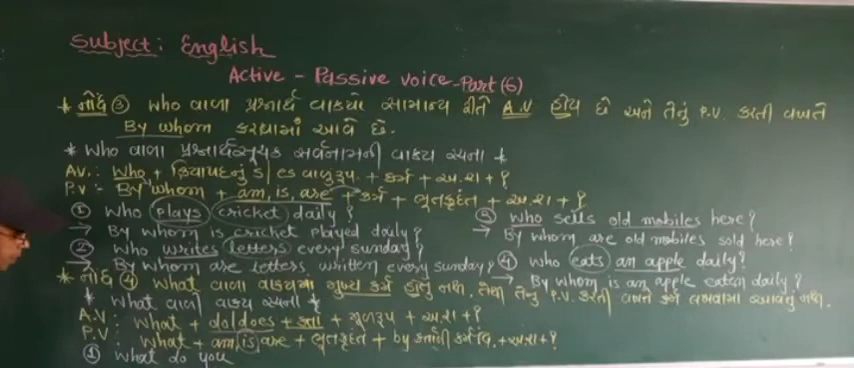 Subject: English
Active - Passive voice-Part (6)
* નોંધ ③ Who વાળા પ્રશ્નાર્થ વાક્યો સામાન્ય રીતે A.V હોય છે અને તેનું P.V. કરતી વખતે
By whom કરવામાં આવે છે.
* Who વાળા પ્રશ્નાર્થસૂચક સર્વનામની વાક્ય રચના *
AV.: Who + ક્રિયાપદનું s/es વાળુરૂપ. + કર્મ + અ.શ + ?
P.V :- By whom + am, is, are + કર્મ + ભૂતકૃદંત + અ.શ + ?
① Who plays cricket daily ?
→ By whom is cricket played daily ?
② Who writes letters every sunday ?
→ By whom are letters written every sunday ?
③ Who sells old mobiles here ?
→ By whom are old mobiles sold here ?
④ Who eats an apple daily ?
→ By whom is an apple eaten daily ?
* નોંધ ④ What વાળા વાક્યમાં મુખ્ય કર્મ હોતું નથી, તેથી તેનું P.V. કરતી વખતે કર્મ લખવામાં આવતું નથી.
* What વાળી વાક્ય રચના *
A.V : What + do/does + કર્તા + મૂળરૂપ + અ.શ + ?
P.V : What + am, is, are + ભૂતકૃદંત + by કર્તાની કર્મવિ. + અ.શ + ?
① What do you